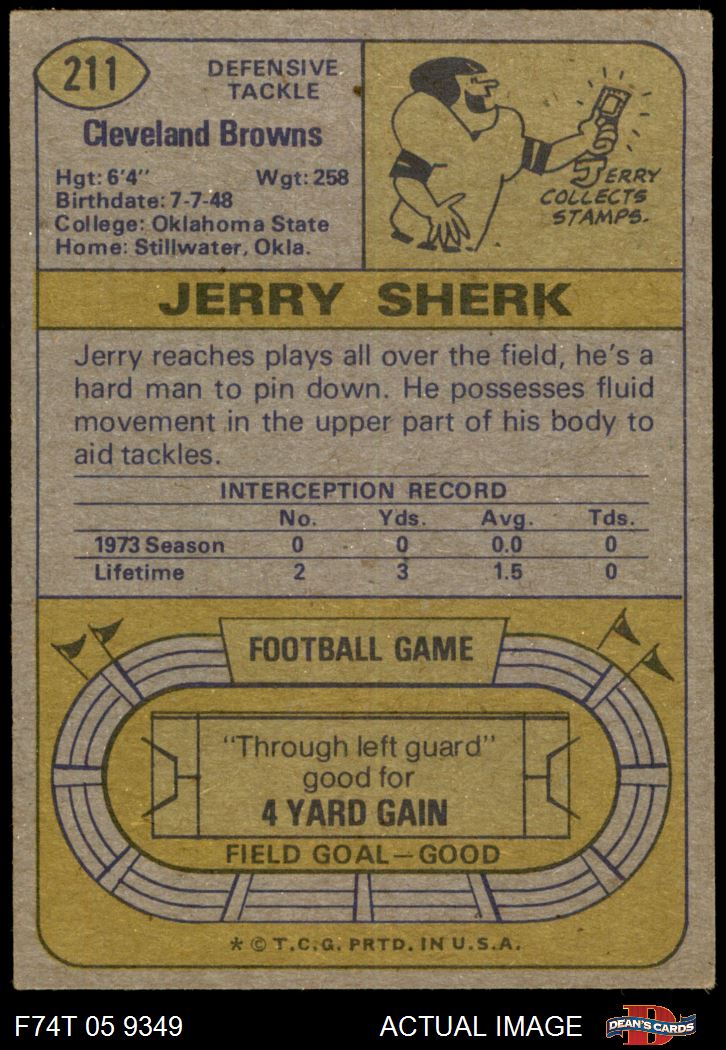 211
DEFENSIVE
TACKLE
Cleveland Browns
Hgt: 6'4" Wgt: 258
Birthdate: 7-7-48
College: Oklahoma State
Home: Stillwater, Okla.
JERRY
COLLECTS
STAMPS.
JERRY SHERK
Jerry reaches plays all over the field, he's a
hard man to pin down. He possesses fluid
movement in the upper part of his body to
aid tackles.
INTERCEPTION RECORD
No. Yds. Avg. Tds.
1973 Season 0 0 0.0 0
Lifetime 2 3 1.5 0
FOOTBALL GAME
"Through left guard"
good for
4 YARD GAIN
FIELD GOAL—GOOD
* © T.C.G. PRTD. IN U.S.A.
F74T 05 9349 ACTUAL IMAGE D DEAN'S CARDS